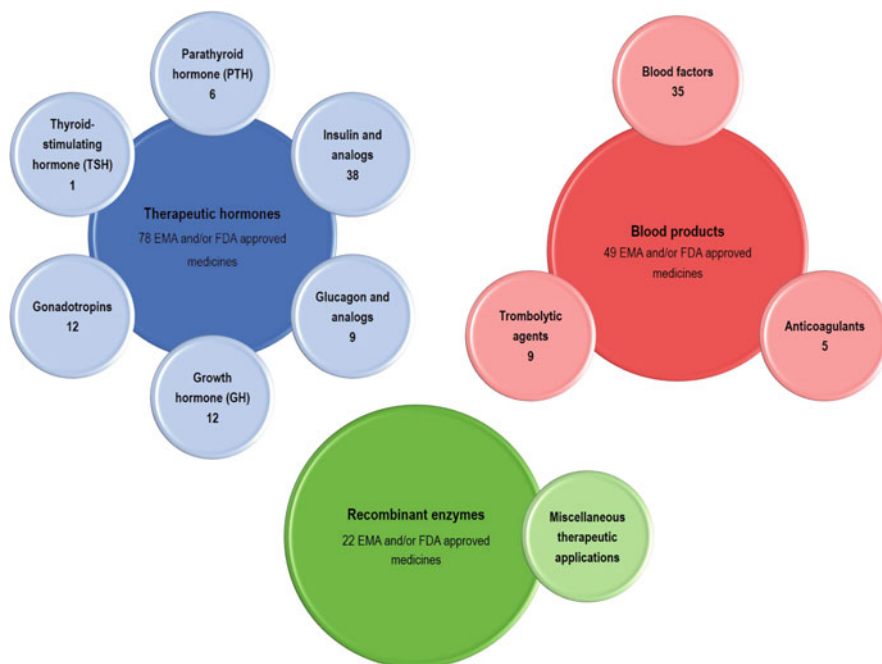 Parathyroid
hormone (PTH)
6
Thyroid-
stimulating
hormone (TSH)
1
Insulin and
analogs
38
Therapeutic hormones
78 EMA and/or FDA approved
medicines
Gonadotropins
12
Glucagon and
analogs
9
Growth
hormone (GH)
12
Blood factors
35
Blood products
49 EMA and/or FDA approved
medicines
Trombolytic
agents
9
Anticoagulants
5
Recombinant enzymes
22 EMA and/or FDA approved
medicines
Miscellaneous
therapeutic
applications